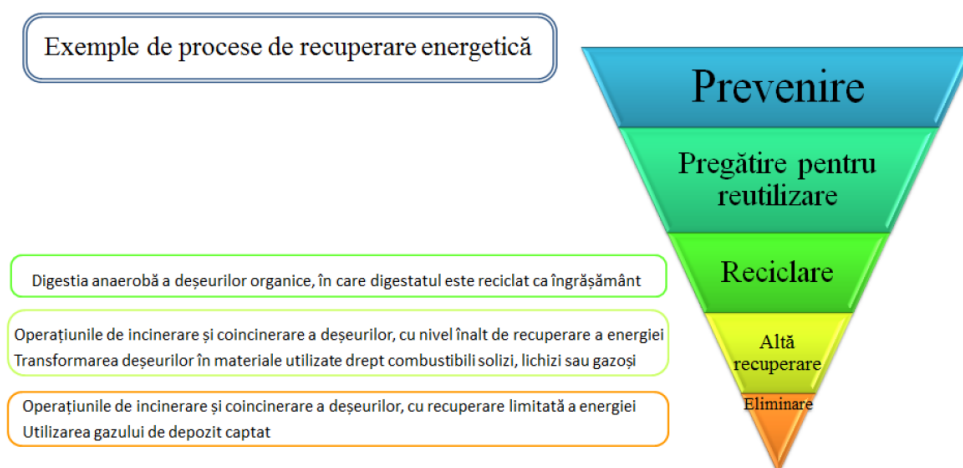 Exemple de procese de recuperare energetică
Prevenire
Pregătire pentru
reutilizare
Digestia anaerobă a deșeurilor organice, în care digestatul este reciclat ca îngrășământ
Reciclare
Operațiunile de incinerare și coincinerare a deșeurilor, cu nivel înalt de recuperare a energiei
Transformarea deșeurilor în materiale utilizate drept combustibili solizi, lichizi sau gazoși
Altă
recuperare
Operațiunile de incinerare și coincinerare a deșeurilor, cu recuperare limitată a energiei
Utilizarea gazului de depozit captat
Eliminare